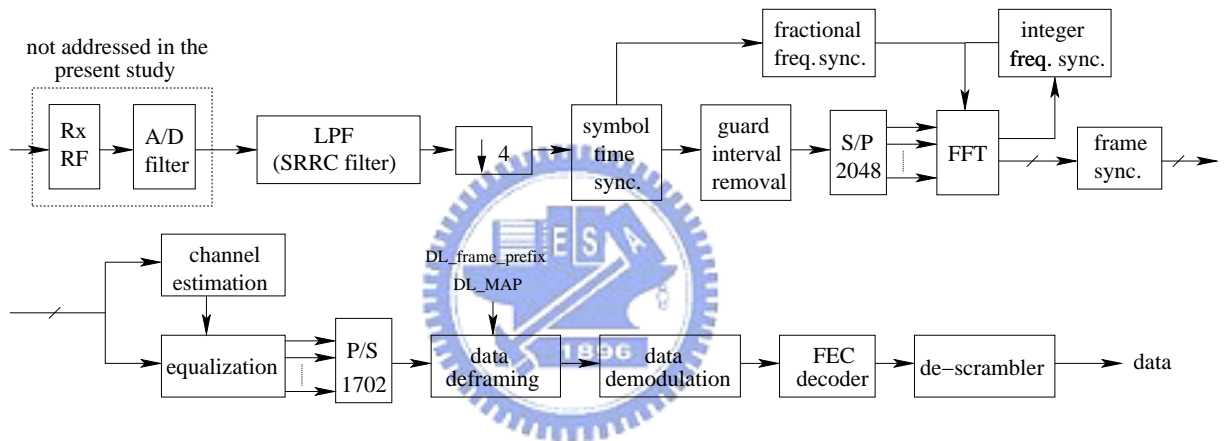 not addressed in the
present study
Rx
RF
A/D
filter
LPF
(SRRC filter)
4
symbol
time
sync.
fractional
freq. sync.
guard
interval
removal
S/P
2048
FFT
integer
freq. sync.
frame
sync.
channel
estimation
equalization
P/S
1702
DL_frame_prefix
DL_MAP
data
deframing
data
demodulation
FEC
decoder
de-scrambler
data
E S A
1896